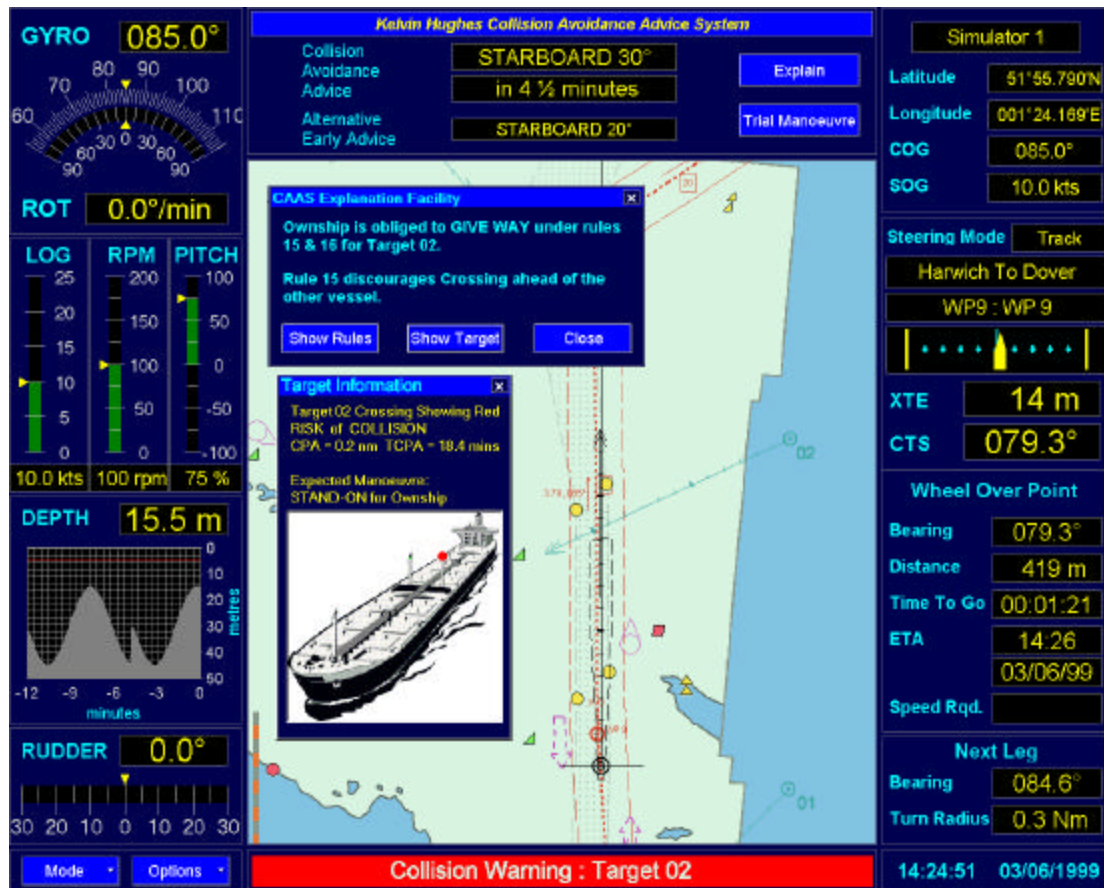 GYRO 085.0°
60 70 80 90 100 110
90 60 30 0 30 60 90
ROT 0.0°/min
LOG RPM PITCH
25 20 15 10 5 0
200 150 100 50 0
100 50 0 -50 -100
10.0 kts 100 rpm 75 %
DEPTH 15.5 m
0 10 20 30 40 50
metres
-12 -9 -6 -3 0
minutes
RUDDER 0.0°
30 20 10 0 10 20 30
Mode Options
Kelvin Hughes Collision Avoidance Advice System
Collision
Avoidance
Advice
STARBOARD 30°
in 4 ½ minutes
Alternative
Early Advice
STARBOARD 20°
Explain
Trial Manoeuvre
CAAS Explanation Facility
Ownship is obliged to GIVE WAY under rules
15 & 16 for Target 02.
Rule 15 discourages Crossing ahead of the
other vessel.
Show Rules Show Target Close
Target Information
Target 02 Crossing Showing Red
RISK of COLLISION
CPA = 0.2 nm TCPA = 18.4 mins
Expected Manoeuvre:
STAND-ON for Ownship
20
02
01
Collision Warning : Target 02
Simulator 1
Latitude 51°55.790'N
Longitude 001°24.169'E
COG 085.0°
SOG 10.0 kts
Steering Mode Track
Harwich To Dover
WP9 : WP 9
XTE 14 m
CTS 079.3°
Wheel Over Point
Bearing 079.3°
Distance 419 m
Time To Go 00:01:21
ETA 14:26
03/06/99
Speed Rqd.
Next Leg
Bearing 084.6°
Turn Radius 0.3 Nm
14:24:51 03/06/1999